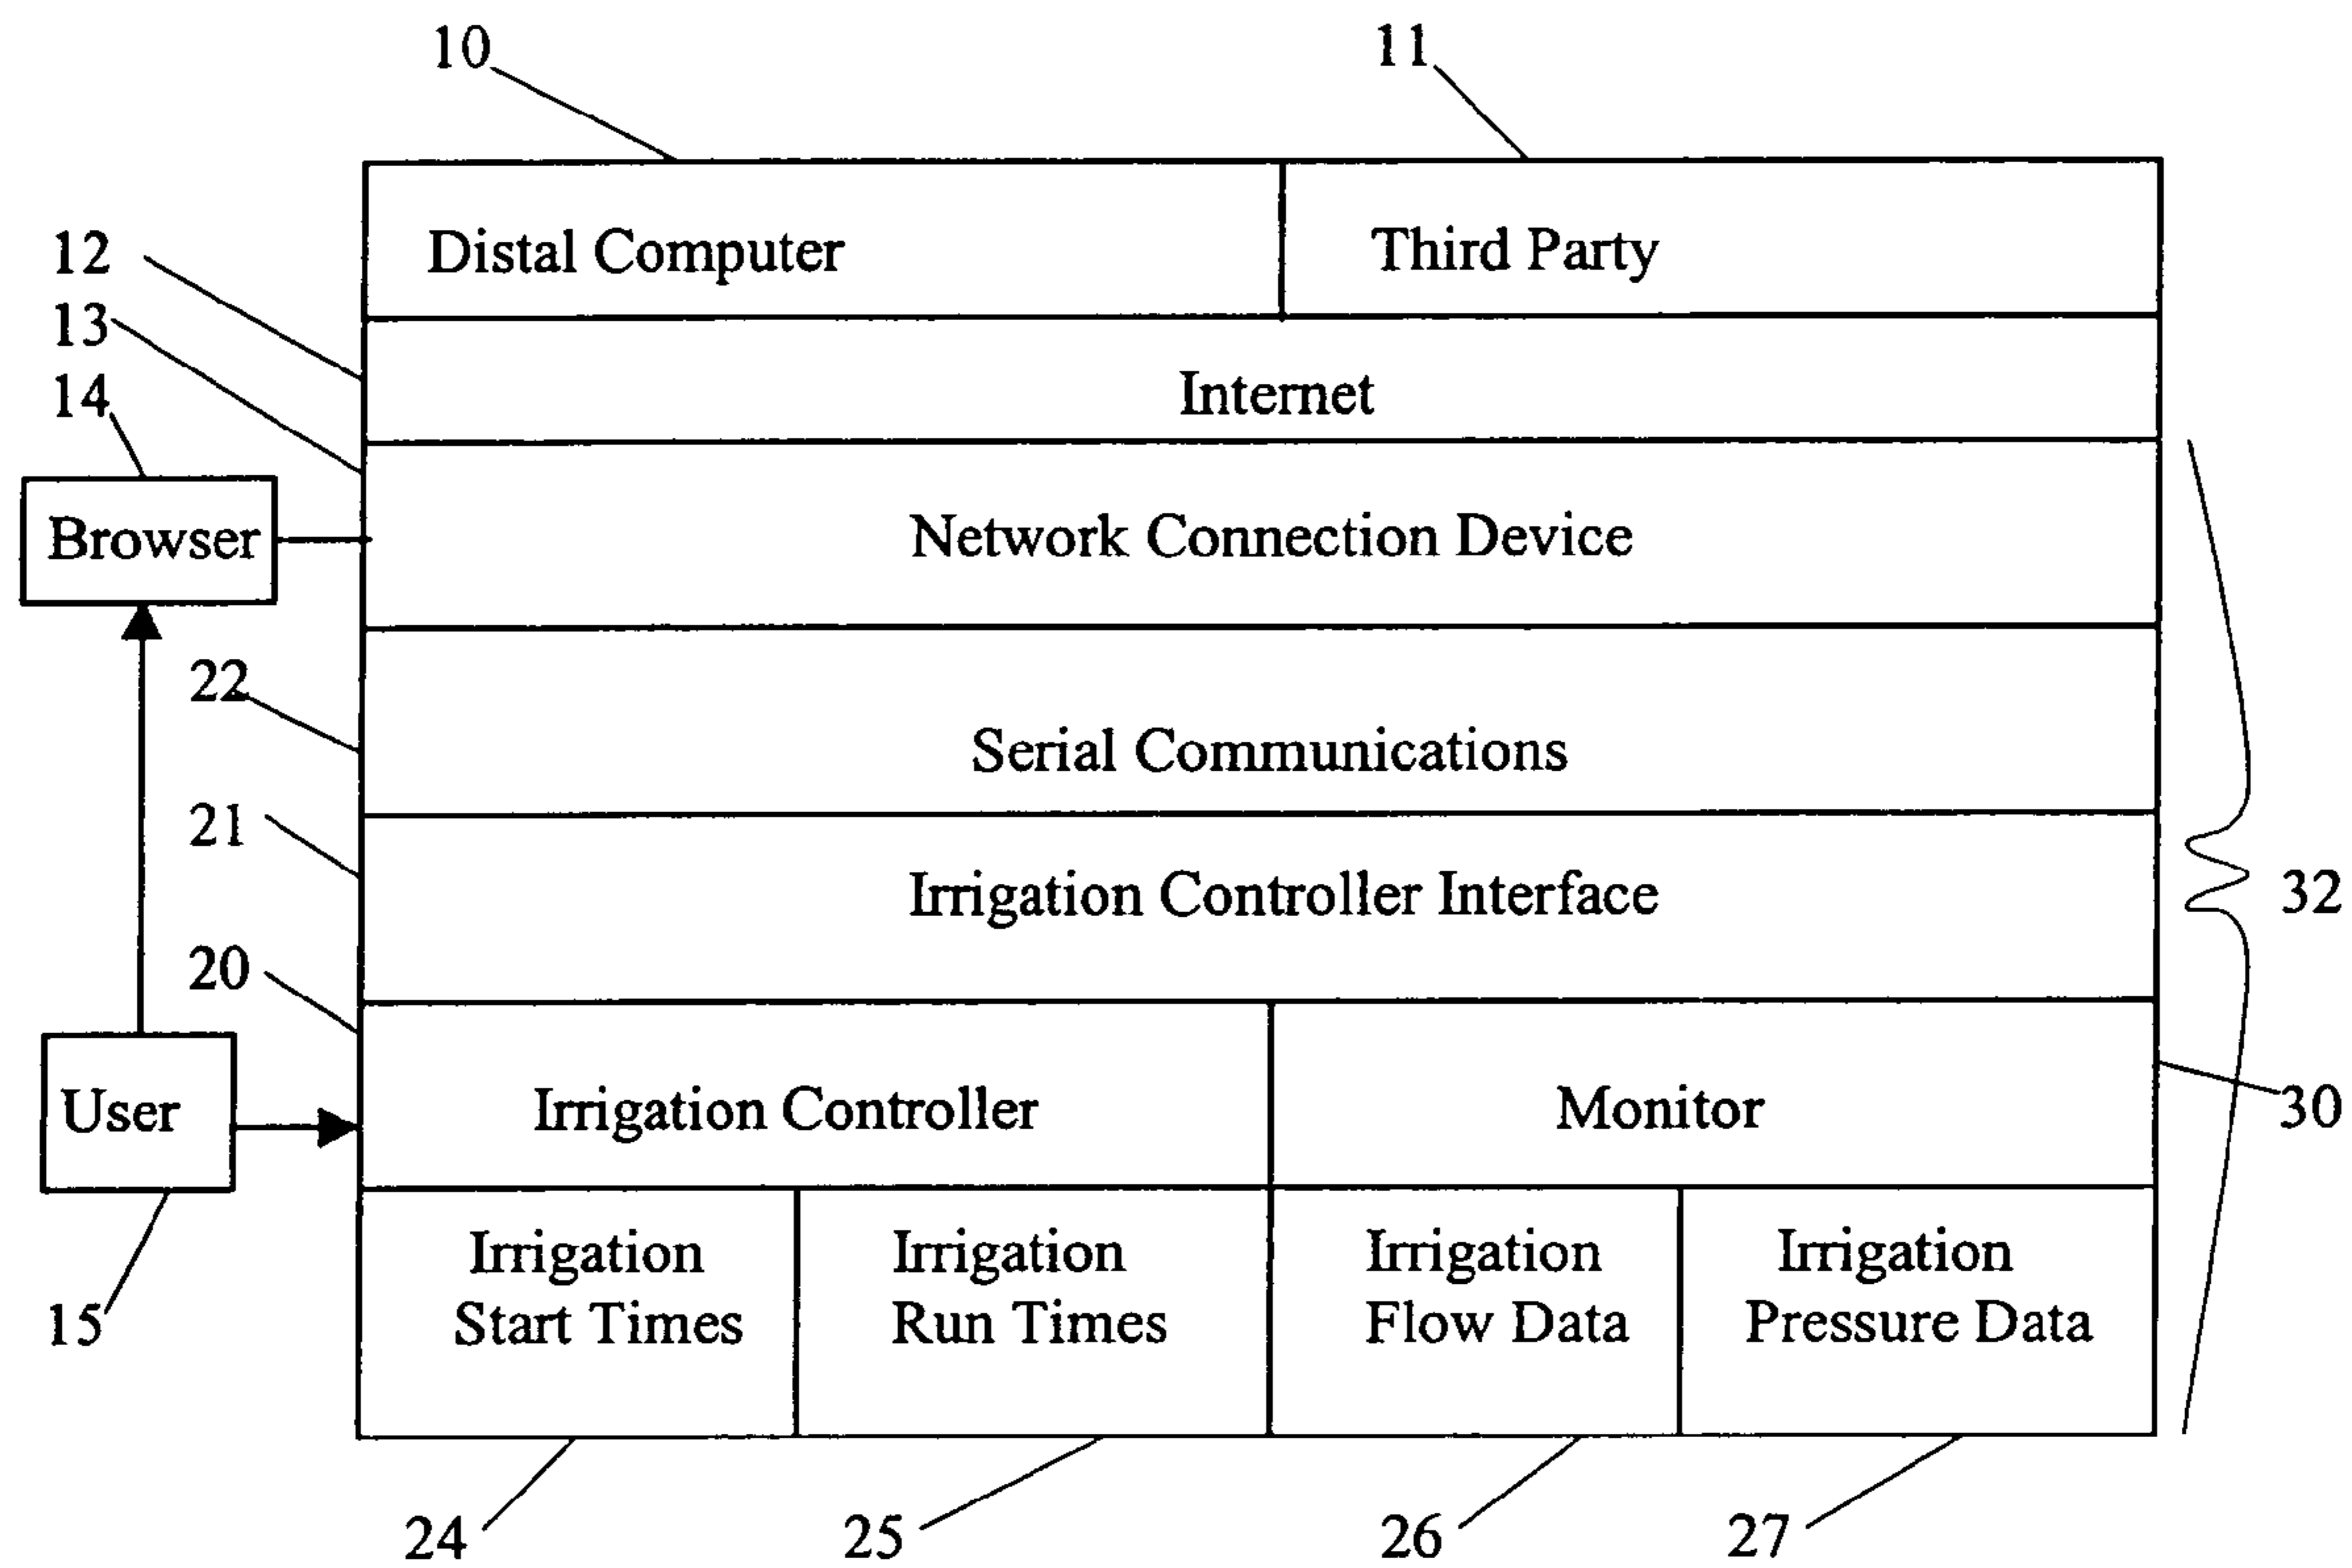 10
11
Distal Computer
Third Party
12
13
Internet
14
Browser
Network Connection Device
22
Serial Communications
21
Irrigation Controller Interface
32
20
User
Irrigation Controller
Monitor
30
Irrigation
Start Times
Irrigation
Run Times
Irrigation
Flow Data
Irrigation
Pressure Data
15
24
25
26
27